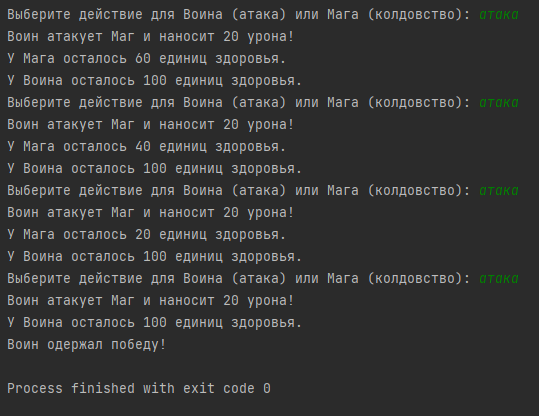 Выберите действие для Воина (атака) или Мага (колдовство): атака
Воин атакует Маг и наносит 20 урона!
У Мага осталось 60 единиц здоровья.
У Воина осталось 100 единиц здоровья.
Выберите действие для Воина (атака) или Мага (колдовство): атака
Воин атакует Маг и наносит 20 урона!
У Мага осталось 40 единиц здоровья.
У Воина осталось 100 единиц здоровья.
Выберите действие для Воина (атака) или Мага (колдовство): атака
Воин атакует Маг и наносит 20 урона!
У Мага осталось 20 единиц здоровья.
У Воина осталось 100 единиц здоровья.
Выберите действие для Воина (атака) или Мага (колдовство): атака
Воин атакует Маг и наносит 20 урона!
У Воина осталось 100 единиц здоровья.
Воин одержал победу!
Process finished with exit code 0